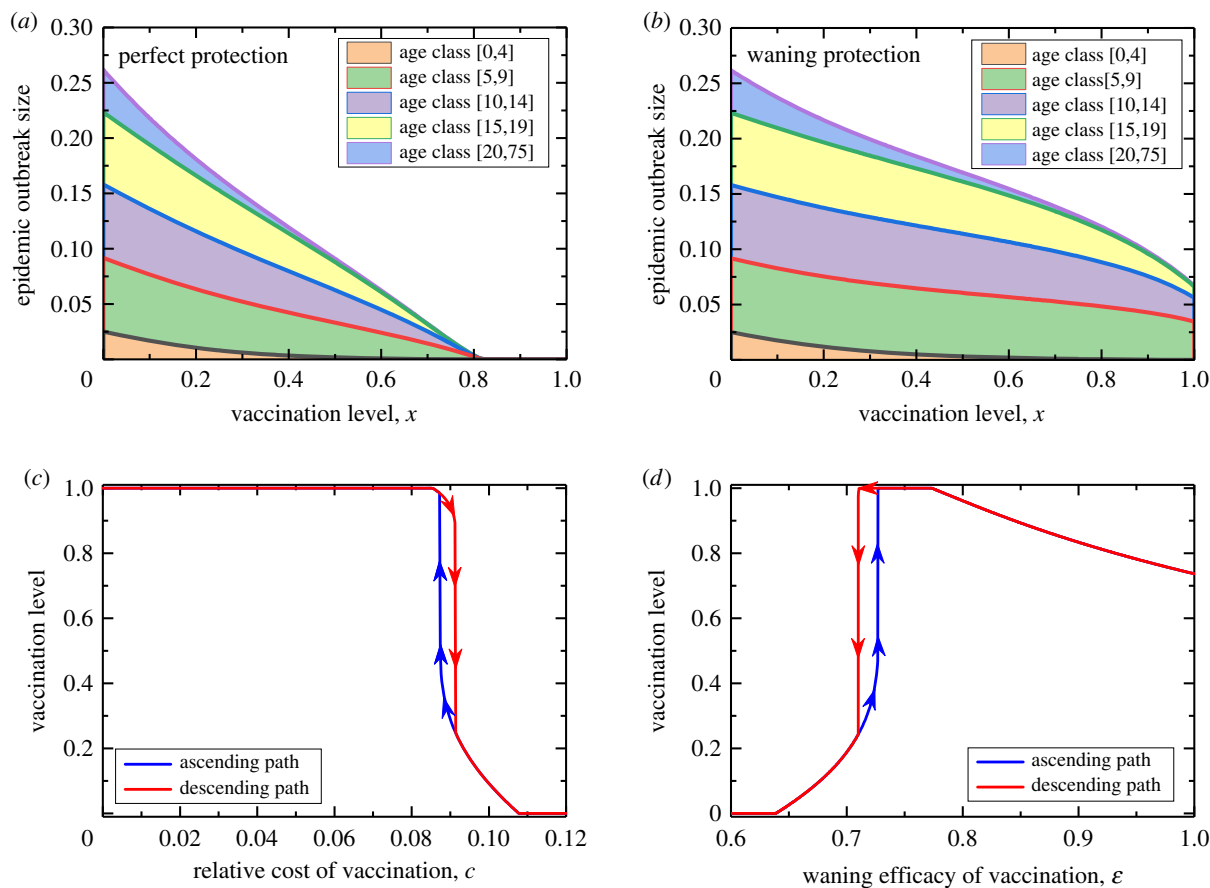 (a)
perfect protection
age class [0,4]
age class [5,9]
age class [10,14]
age class [15,19]
age class [20,75]
epidemic outbreak size
0.30
0.25
0.20
0.15
0.10
0.05
0 0.2 0.4 0.6 0.8 1.0
vaccination level, x
(b)
waning protection
age class [0,4]
age class[5,9]
age class [10,14]
age class [15,19]
age class [20,75]
epidemic outbreak size
0.30
0.25
0.20
0.15
0.10
0.05
0 0.2 0.4 0.6 0.8 1.0
vaccination level, x
(c)
vaccination level
1.0
0.8
0.6
0.4
0.2
ascending path
descending path
0 0.02 0.04 0.06 0.08 0.10 0.12
relative cost of vaccination, c
(d)
vaccination level
1.0
0.8
0.6
0.4
0.2
0
ascending path
descending path
0.6 0.7 0.8 0.9 1.0
waning efficacy of vaccination, ε